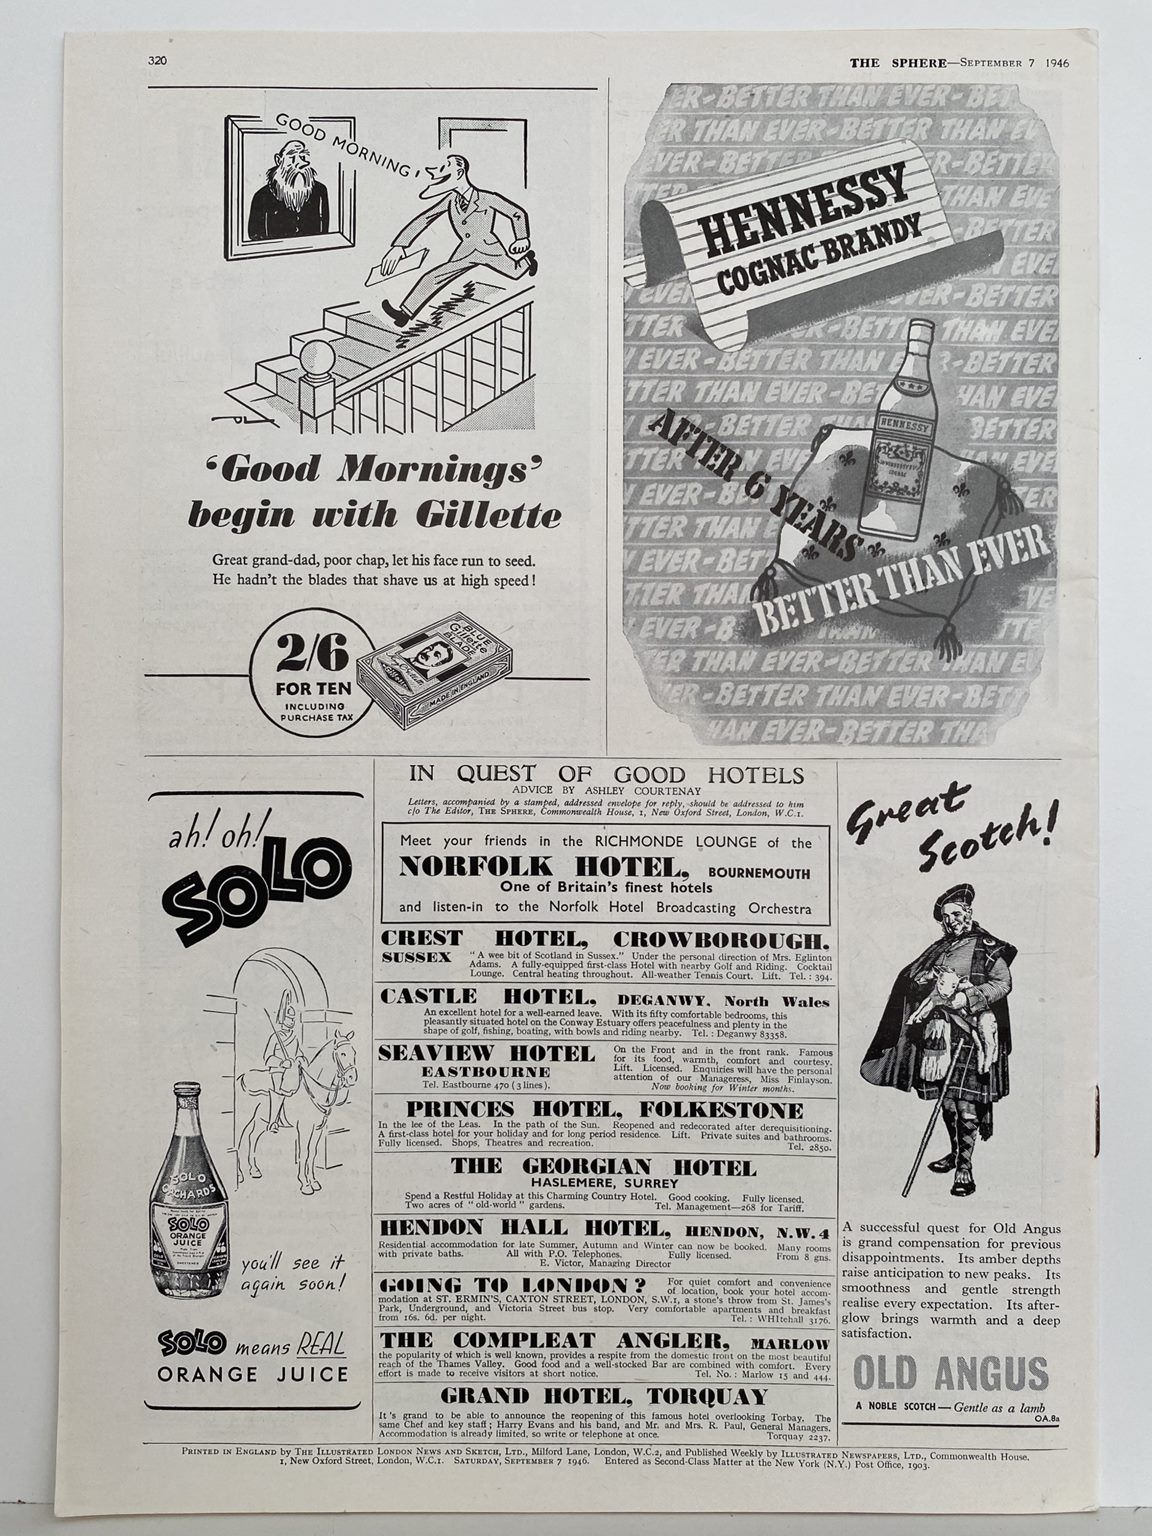 320
THE SPHERE—SEPTEMBER 7 1946
GOOD MORNING!
'Good Mornings'
begin with Gillette
Great grand-dad, poor chap, let his face run to seed.
He hadn't the blades that shave us at high speed!
2/6
FOR TEN
INCLUDING
PURCHASE TAX
BLUE
Gillette
BLADE
Gillette
MADE IN ENGLAND
ER-BETTER THAN EVER-BET
ER THAN EVER-BETTER THAN EV
HENNESSY
COGNAC BRANDY
HENNESSY
COGNAC
AFTER 6 YEARS
BETTER THAN EVER
ER THAN EVER-BETTER THAN EV
ER-BETTER THAN EVER-BETT
HAN EVER-BETTER THA
ah! oh!
SOLO
SOLO
ORCHARDS
SOLO
ORANGE
JUICE
you'll see it
again soon!
SOLO means REAL
ORANGE JUICE
IN QUEST OF GOOD HOTELS
ADVICE BY ASHLEY COURTENAY
Letters, accompanied by a stamped, addressed envelope for reply, should be addressed to him
c/o The Editor, THE SPHERE, Commonwealth House, 1, New Oxford Street, London, W.C.1.
Meet your friends in the RICHMONDE LOUNGE of the
NORFOLK HOTEL, BOURNEMOUTH
One of Britain's finest hotels
and listen-in to the Norfolk Hotel Broadcasting Orchestra
CREST HOTEL, CROWBOROUGH.
SUSSEX "A wee bit of Scotland in Sussex." Under the personal direction of Mrs. Eglinton
Adams. A fully-equipped first-class Hotel with nearby Golf and Riding. Cocktail
Lounge. Central heating throughout. All-weather Tennis Court. Lift. Tel.: 394.
CASTLE HOTEL, DEGANWY, North Wales
An excellent hotel for a well-earned leave. With its fifty comfortable bedrooms, this
pleasantly situated hotel on the Conway Estuary offers peacefulness and plenty in the
shape of golf, fishing, boating, with bowls and riding nearby. Tel.: Deganwy 83358.
SEAVIEW HOTEL
EASTBOURNE
Tel. Eastbourne 470 (3 lines).
On the Front and in the front rank. Famous
for its food, warmth, comfort and courtesy.
Lift. Licensed. Enquiries will have the personal
attention of our Manageress, Miss Finlayson.
Now booking for Winter months.
PRINCES HOTEL, FOLKESTONE
In the lee of the Leas. In the path of the Sun. Reopened and redecorated after derequisitioning.
A first-class hotel for your holiday and for long period residence. Lift. Private suites and bathrooms.
Fully licensed. Shops, Theatres and recreation. Tel. 2850.
THE GEORGIAN HOTEL
HASLEMERE, SURREY
Spend a Restful Holiday at this Charming Country Hotel. Good cooking. Fully licensed.
Two acres of "old-world" gardens. Tel. Management—268 for Tariff.
HENDON HALL HOTEL, HENDON, N.W.4
Residential accommodation for late Summer, Autumn and Winter can now be booked. Many rooms
with private baths. All with P.O. Telephones. Fully licensed. From 8 gns.
E. Victor, Managing Director
GOING TO LONDON? For quiet comfort and convenience
of location, book your hotel accom-
modation at ST. ERMIN'S, CAXTON STREET, LONDON, S.W.1, a stone's throw from St. James's
Park, Underground, and Victoria Street bus stop. Very comfortable apartments and breakfast
from 16s. 6d. per night. Tel.: WHItehall 3176.
THE COMPLEAT ANGLER, MARLOW
the popularity of which is well known, provides a respite from the domestic front on the most beautiful
reach of the Thames Valley. Good food and a well-stocked Bar are combined with comfort. Every
effort is made to receive visitors at short notice. Tel. No.: Marlow 15 and 444.
GRAND HOTEL, TORQUAY
It's grand to be able to announce the reopening of this famous hotel overlooking Torbay. The
same Chef and key staff; Harry Evans and his band, and Mr. and Mrs. R. Paul, General Managers.
Accommodation is already limited, so write or telephone at once. Torquay 2237.
Great
Scotch!
A successful quest for Old Angus
is grand compensation for previous
disappointments. Its amber depths
raise anticipation to new peaks. Its
smoothness and gentle strength
realise every expectation. Its after-
glow brings warmth and a deep
satisfaction.
OLD ANGUS
A NOBLE SCOTCH—Gentle as a lamb
OA.8a
PRINTED IN ENGLAND by THE ILLUSTRATED LONDON NEWS AND SKETCH, LTD., Milford Lane, London, W.C.2, and Published Weekly by ILLUSTRATED NEWSPAPERS, LTD., Commonwealth House.
1, New Oxford Street, London, W.C.1. SATURDAY, SEPTEMBER 7 1946. Entered as Second-Class Matter at the New York (N.Y.) Post Office, 1903.